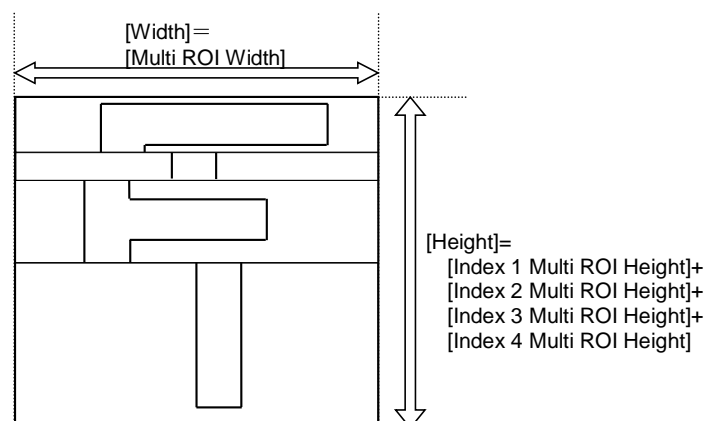 [Width]＝
[Multi ROI Width]
[Height]=
[Index 1 Multi ROI Height]+
[Index 2 Multi ROI Height]+
[Index 3 Multi ROI Height]+
[Index 4 Multi ROI Height]